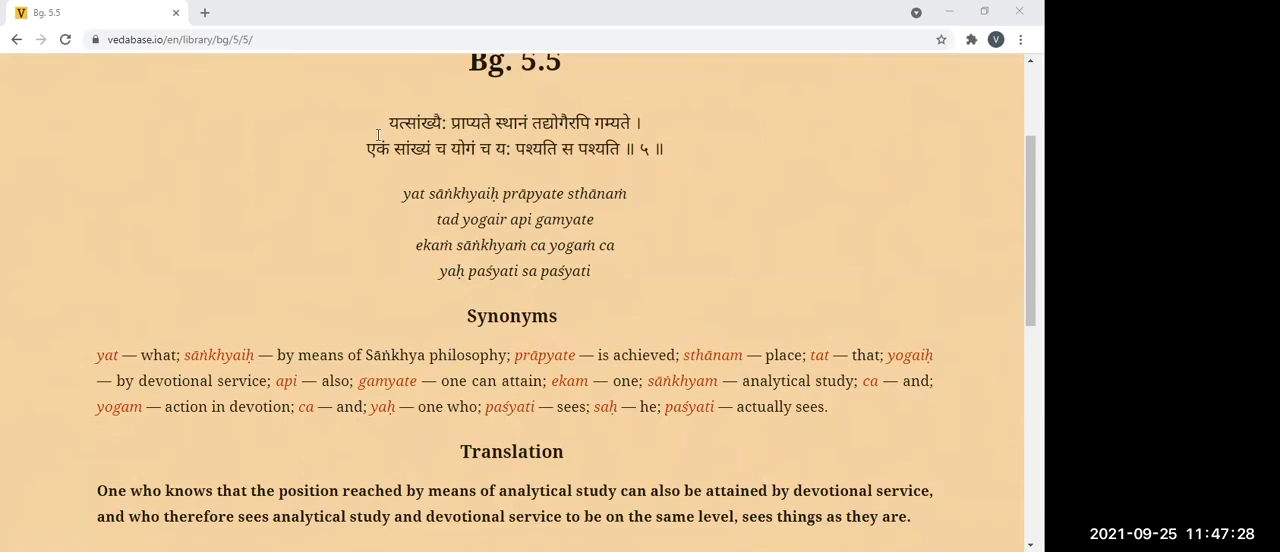 Bg. 5.5
vedabase.io/en/library/bg/5/5/
V
Bg. 5.5
यत्सांख्यै: प्राप्यते स्थानं तद्योगैरपि गम्यते ।
एकं सांख्यं च योगं च य: पश्यति स पश्यति ॥ ५ ॥
yat sāṅkhyaiḥ prāpyate sthānaṁ
tad yogair api gamyate
ekaṁ sāṅkhyaṁ ca yogaṁ ca
yaḥ paśyati sa paśyati
Synonyms
yat — what; sāṅkhyaiḥ — by means of Sāṅkhya philosophy; prāpyate — is achieved; sthānam — place; tat — that; yogaiḥ
— by devotional service; api — also; gamyate — one can attain; ekam — one; sāṅkhyam — analytical study; ca — and;
yogam — action in devotion; ca — and; yaḥ — one who; paśyati — sees; saḥ — he; paśyati — actually sees.
Translation
One who knows that the position reached by means of analytical study can also be attained by devotional service,
and who therefore sees analytical study and devotional service to be on the same level, sees things as they are.
2021-09-25 11:47:28